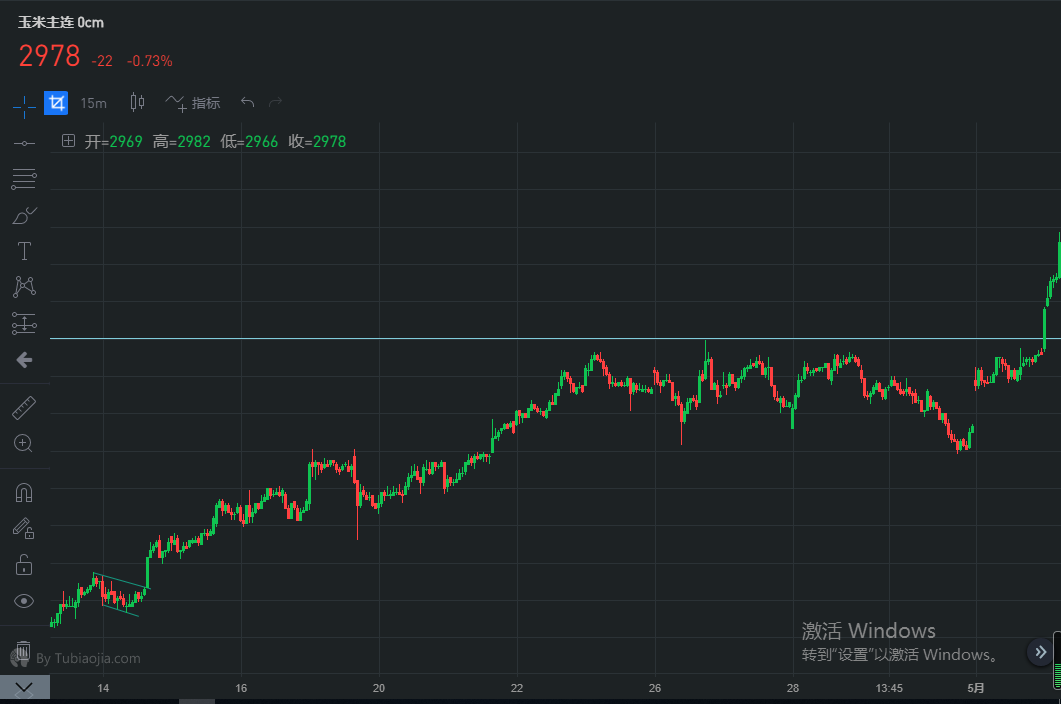 玉米主连 0cm
2978 -22 -0.73%
15m 指标
开=2969 高=2982 低=2966 收=2978
T
激活 Windows
转到“设置”以激活 Windows。
By Tubiaojia.com
14 16 20 22 26 28 13:45 5月